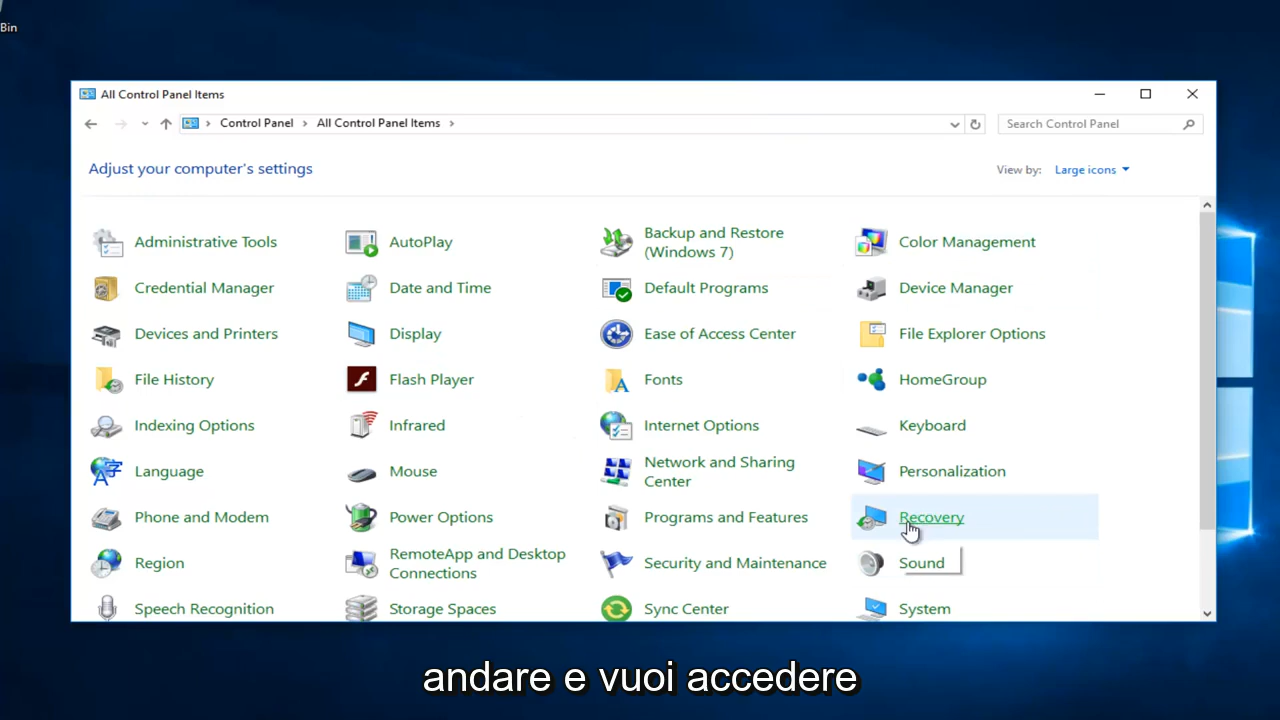 Bin
All Control Panel Items
Control Panel
All Control Panel Items
Search Control Panel
Adjust your computer's settings
View by:
Large icons
Administrative Tools
AutoPlay
Backup and Restore
(Windows 7)
Color Management
Credential Manager
Date and Time
Default Programs
Device Manager
Devices and Printers
Display
Ease of Access Center
File Explorer Options
File History
Flash Player
Fonts
HomeGroup
Indexing Options
Infrared
Internet Options
Keyboard
Language
Mouse
Network and Sharing
Center
Personalization
Phone and Modem
Power Options
Programs and Features
Recovery
Region
RemoteApp and Desktop
Connections
Security and Maintenance
Sound
Speech Recognition
Storage Spaces
Sync Center
System
andare e vuoi accedere